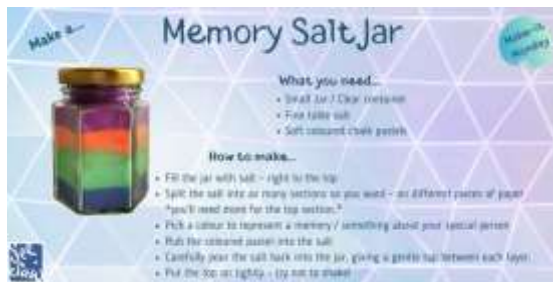 Make a...
Memory Salt Jar
Make-it Monday
What you need...
• Small Jar / Clear container
• Fine table salt
• Soft coloured chalk pastels
How to make...
• Fill the jar with salt - right to the top
• Split the salt into as many sections as you want - on different pieces of paper
*you'll need more for the top section.*
• Pick a colour to represent a memory / something about your special person
• Rub the coloured pastel into the salt
• Carefully pour the salt back into the jar, giving a gentle tap between each layer.
• Put the top on tightly - try not to shake!